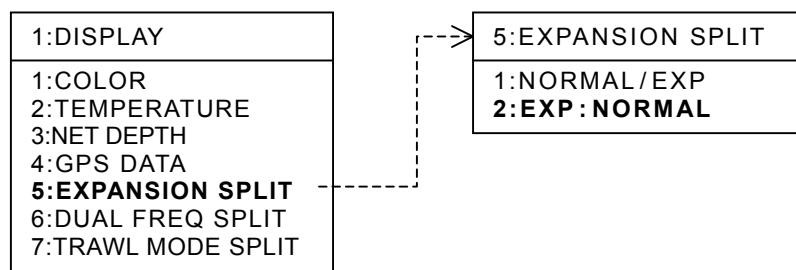 1:DISPLAY
1:COLOR
2:TEMPERATURE
3:NET DEPTH
4:GPS DATA
5:EXPANSION SPLIT
6:DUAL FREQ SPLIT
7:TRAWL MODE SPLIT
5:EXPANSION SPLIT
1:NORMAL/EXP
2:EXP:NORMAL